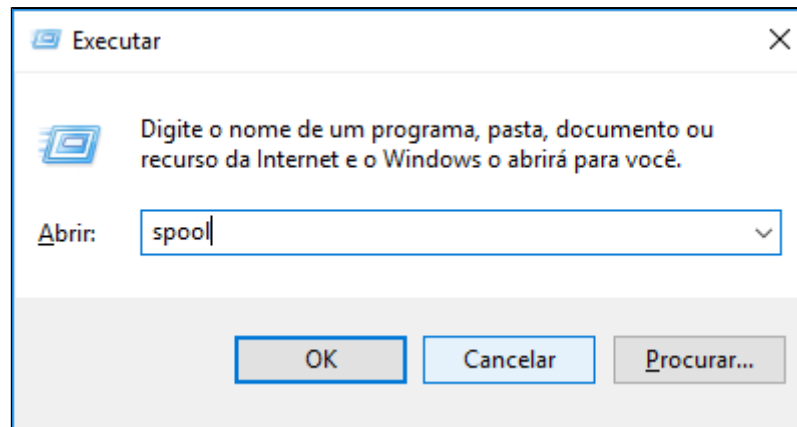 Executar
Digite o nome de um programa, pasta, documento ou
recurso da Internet e o Windows o abrirá para você.
Abrir: spool
OK Cancelar Procurar...